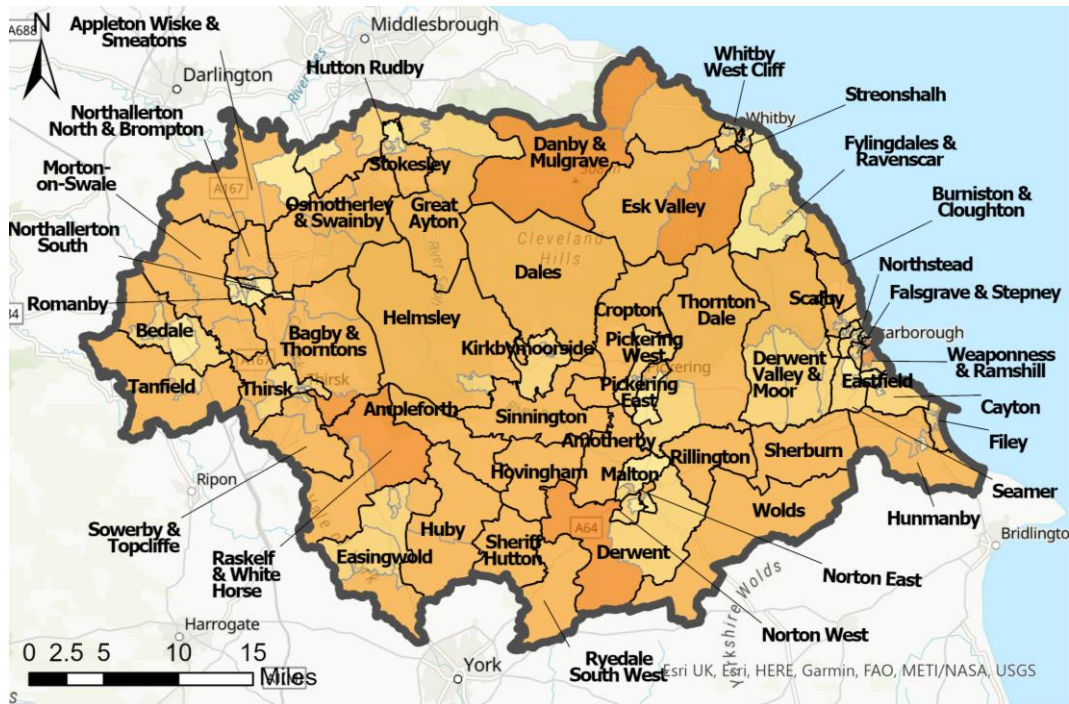 A688
N
Appleton Wiske &
Smeatons
Middlesbrough
Darlington
River Tees
Hutton Rudby
Whitby
West Cliff
Streonshalh
Whitby
Northallerton
North & Brompton
Danby &
Mulgrave
Fylingdales &
Ravenscar
Stokesley
Morton-
on-Swale
A167
Osmotherley
& Swainby
Great
Ayton
Esk Valley
Burniston &
Cloughton
Northallerton
South
Cleveland
Hills
Dales
Northstead
Romanby
Helmsley
Cropton
Thornton
Dale
Scalby
Falsgrave & Stepney
Bedale
Bagby &
Thorntons
Kirkbymoorside
Pickering
West
Pickering
carborough
Weaponness
& Ramshill
Tanfield
Thirsk
Thirsk
Pickering
East
Derwent
Valley &
Moor
Eastfield
Cayton
Ampleforth
Sinnington
Filey
Amotherby
Hovingham
Malton
Rillington
Sherburn
Seamer
Ripon
Sowerby &
Topcliffe
Raskelf
& White
Horse
Huby
A64
Wolds
Hunmanby
Easingwold
Sheriff
Hutton
Derwent
Bridlington
Norton East
Norton West
Harrogate
Yorkshire Wolds
York
Ryedale
South West
0 2.5 5 10 15
Miles
Esri UK, Esri, HERE, Garmin, FAO, METI/NASA, USGS